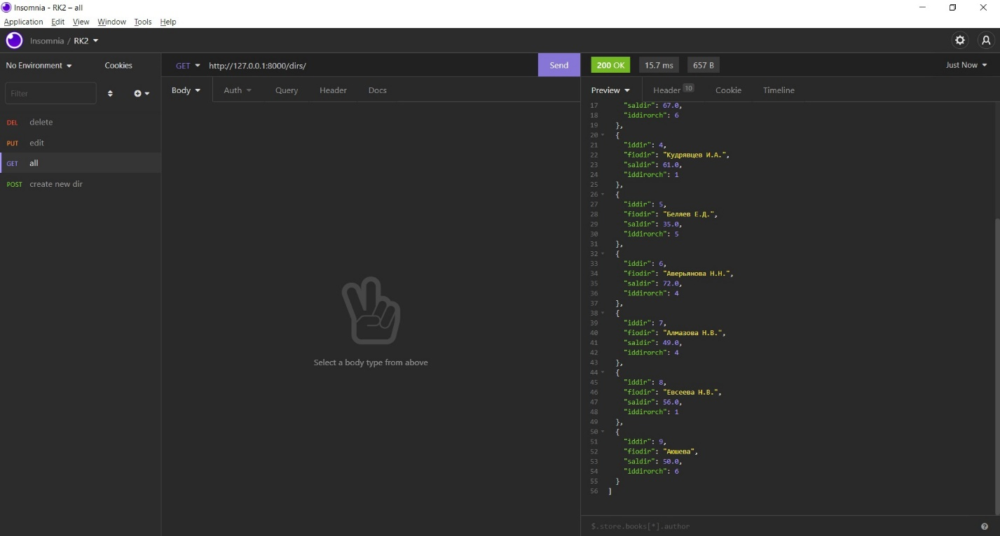 Insomnia - RK2 – all
Application Edit View Window Tools Help
Insomnia / RK2
No Environment Cookies
Filter
DEL delete
PUT edit
GET all
POST create new dir
GET http://127.0.0.1:8000/dirs/ Send
Body Auth Query Header Docs
Select a body type from above
200 OK 15.7 ms 657 B Just Now
Preview Header 10 Cookie Timeline
17 "saldir": 67.0,
18 "iddirorch": 6
19 },
20 {
21 "iddir": 4,
22 "fiodir": "Кудрявцев И.А.",
23 "saldir": 61.0,
24 "iddirorch": 1
25 },
26 {
27 "iddir": 5,
28 "fiodir": "Беляев Е.Д.",
29 "saldir": 35.0,
30 "iddirorch": 5
31 },
32 {
33 "iddir": 6,
34 "fiodir": "Аверьянова Н.Н.",
35 "saldir": 72.0,
36 "iddirorch": 4
37 },
38 {
39 "iddir": 7,
40 "fiodir": "Алмазова Н.В.",
41 "saldir": 49.0,
42 "iddirorch": 4
43 },
44 {
45 "iddir": 8,
46 "fiodir": "Евсеева Н.В.",
47 "saldir": 56.0,
48 "iddirorch": 1
49 },
50 {
51 "iddir": 9,
52 "fiodir": "Аюшева",
53 "saldir": 50.0,
54 "iddirorch": 6
55 }
56 ]
$.store.books[*].author